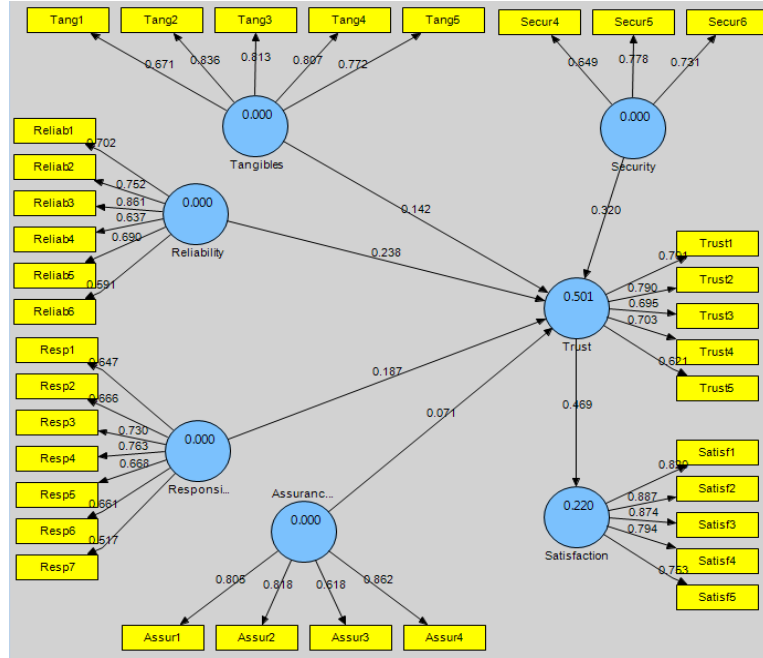 Tang1
Tang2
Tang3
Tang4
Tang5
Secur4
Secur5
Secur6
0.671
0.836
0.813
0.807
0.772
0.649
0.778
0.731
0.000
Tangibles
0.000
Security
Reliab1
Reliab2
Reliab3
Reliab4
Reliab5
Reliab6
0.702
0.752
0.861
0.637
0.690
0.591
0.000
Reliability
0.142
0.320
0.238
Trust1
Trust2
Trust3
Trust4
Trust5
0.790
0.695
0.703
0.621
0.501
Trust
Resp1
Resp2
Resp3
Resp4
Resp5
Resp6
Resp7
0.647
0.666
0.730
0.763
0.668
0.661
0.517
0.000
Responsi...
0.187
0.071
0.469
Assuranc...
0.000
0.805
0.818
0.618
0.862
Assur1
Assur2
Assur3
Assur4
Satisf1
Satisf2
Satisf3
Satisf4
Satisf5
0.887
0.874
0.794
0.753
0.220
Satisfaction